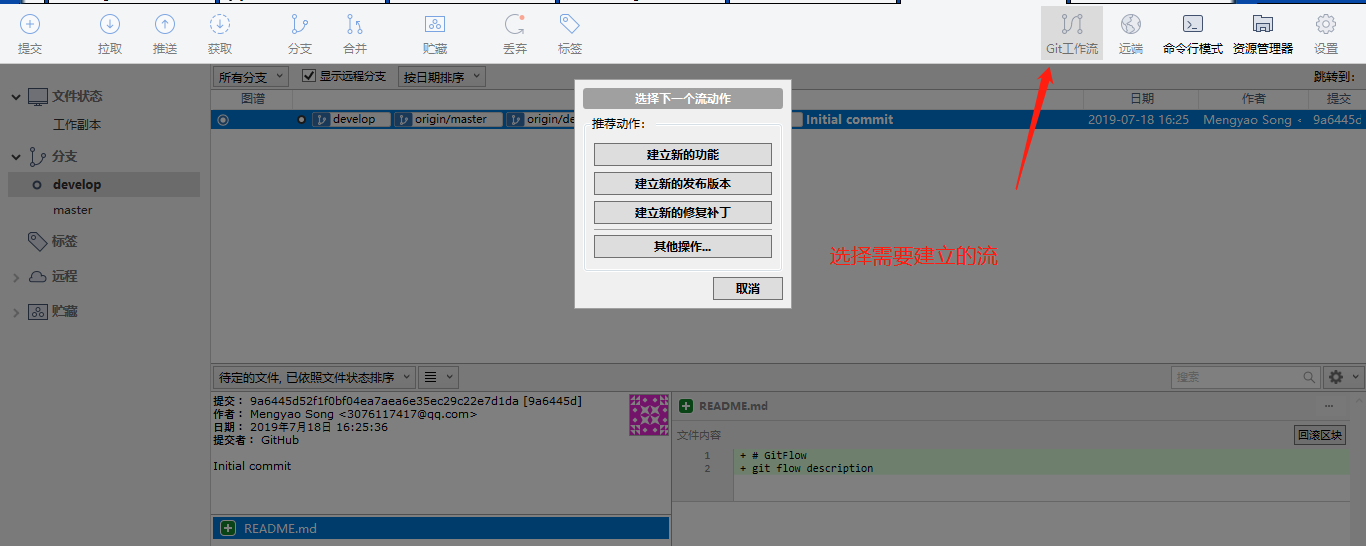 提交 拉取 推送 获取 分支 合并 贮藏 丢弃 标签 Git工作流 远端 命令行模式 资源管理器 设置
所有分支 显示远程分支 按日期排序 跳转到:
图谱 日期 作者 提交
develop origin/master origin/de Initial commit 2019-07-18 16:25 Mengyao Song < 9a6445d
文件状态
工作副本
分支
develop
master
标签
远程
贮藏
选择下一个流动作
推荐动作:
建立新的功能
建立新的发布版本
建立新的修复补丁
其他操作...
取消
选择需要建立的流
待定的文件, 已依照文件状态排序 搜索
提交: 9a6445d52f1f0bf04ea7aea6e35ec29c22e7d1da [9a6445d]
作者: Mengyao Song <3076117417@qq.com>
日期: 2019年7月18日 16:25:36
提交者: GitHub
Initial commit
README.md
README.md ...
文件内容 回滚区块
1 + # GitFlow
2 + git flow description